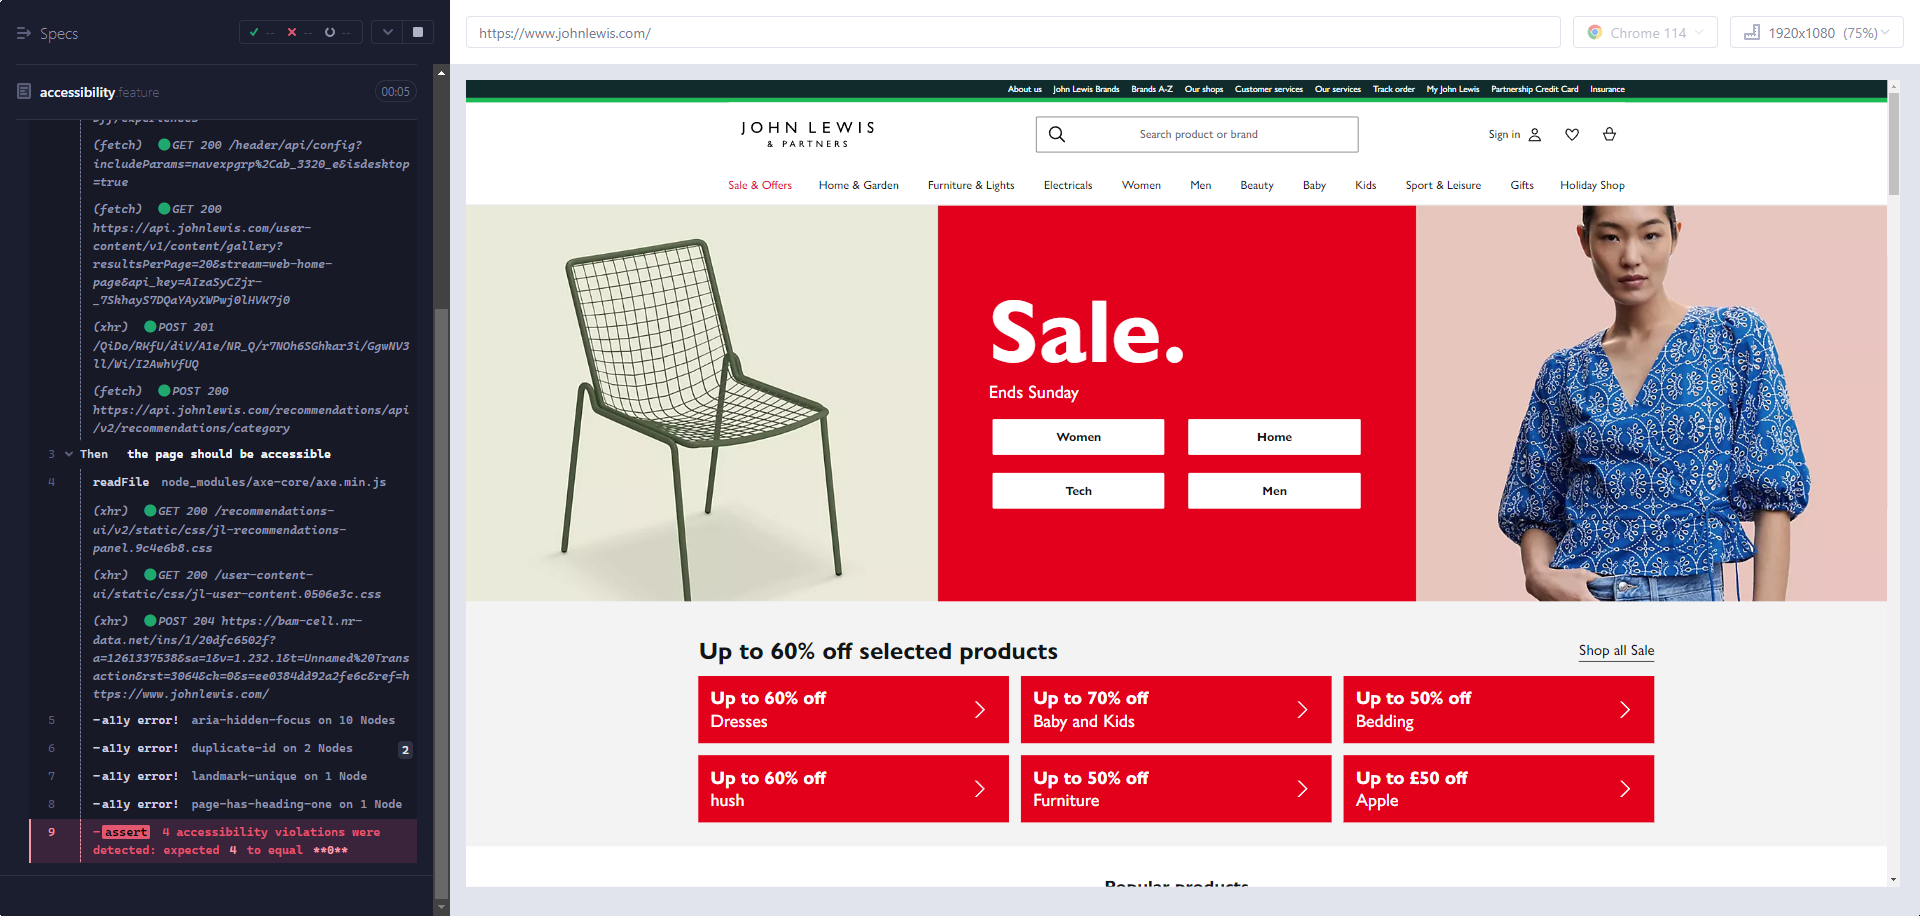 Specs
-- -- --
https://www.johnlewis.com/
Chrome 114
1920x1080 (75%)
accessibility.feature
00:05
(fetch) GET 200 /header/api/config?
includeParams=navexpgrp%2Cab_3320_e&isdesktop
=true
(fetch) GET 200
https://api.johnlewis.com/user-
content/v1/content/gallery?
resultsPerPage=20&stream=web-home-
page&api_key=AIzaSyCZjr-
_7SkhayS7DQaYAyXWPwj0lHVK7j0
(xhr) POST 201
/QiDo/RKfU/diV/A1e/NR_Q/r7NOh6SGhkar3i/GgwNV3
ll/Wi/I2AwhVfUQ
(fetch) POST 200
https://api.johnlewis.com/recommendations/api
/v2/recommendations/category
3 Then the page should be accessible
4 readFile node_modules/axe-core/axe.min.js
(xhr) GET 200 /recommendations-
ui/v2/static/css/jl-recommendations-
panel.9c4e6b8.css
(xhr) GET 200 /user-content-
ui/static/css/jl-user-content.0506e3c.css
(xhr) POST 204 https://bam-cell.nr-
data.net/ins/1/20dfc6502f?
a=1261337538&sa=1&v=1.232.1&t=Unnamed%20Trans
action&rst=3064&ck=0&s=ee0384dd92a2fe6c&ref=h
ttps://www.johnlewis.com/
5 -a11y error! aria-hidden-focus on 10 Nodes
6 -a11y error! duplicate-id on 2 Nodes 2
7 -a11y error! landmark-unique on 1 Node
8 -a11y error! page-has-heading-one on 1 Node
9 -assert 4 accessibility violations were
detected: expected 4 to equal **0**
About us John Lewis Brands Brands A-Z Our shops Customer services Our services Track order My John Lewis Partnership Credit Card Insurance
JOHN LEWIS
& PARTNERS
Search product or brand
Sign in
Sale & Offers Home & Garden Furniture & Lights Electricals Women Men Beauty Baby Kids Sport & Leisure Gifts Holiday Shop
Sale.
Ends Sunday
Women Home
Tech Men
Up to 60% off selected products
Shop all Sale
Up to 60% off
Dresses
Up to 70% off
Baby and Kids
Up to 50% off
Bedding
Up to 60% off
hush
Up to 50% off
Furniture
Up to £50 off
Apple
Popular products